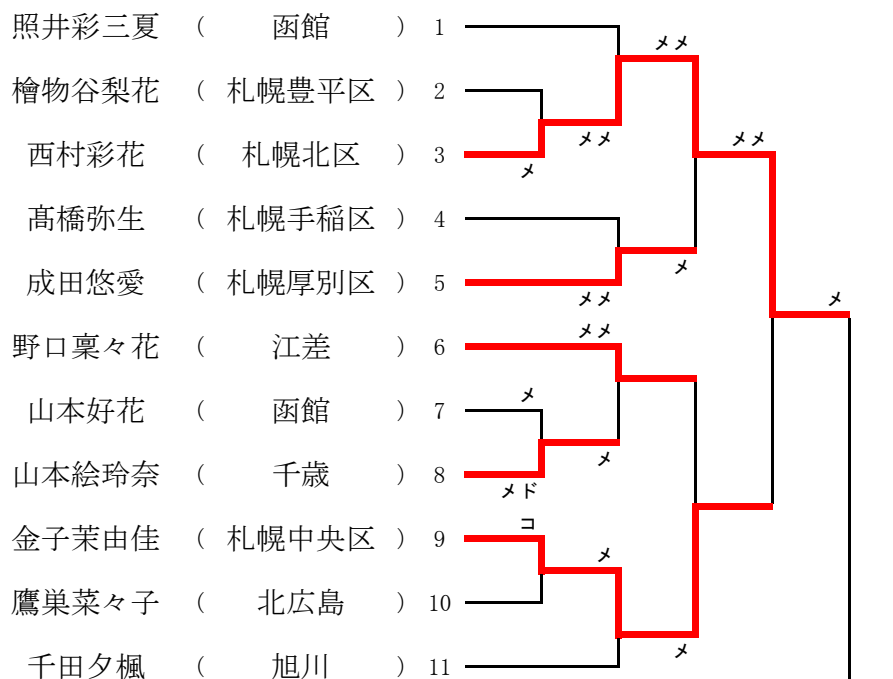 照井彩三夏 ( 函館 ) 1
メメ
檜物谷梨花 ( 札幌豊平区 ) 2
メメ
メメ
西村彩花 ( 札幌北区 ) 3
メ
髙橋弥生 ( 札幌手稲区 ) 4
メ
成田悠愛 ( 札幌厚別区 ) 5
メメ
メ
メメ
野口稟々花 ( 江差 ) 6
メ
山本好花 ( 函館 ) 7
メ
山本絵玲奈 ( 千歳 ) 8
メド
コ
金子茉由佳 ( 札幌中央区 ) 9
メ
鷹巣菜々子 ( 北広島 ) 10
メ
千田夕楓 ( 旭川 ) 11